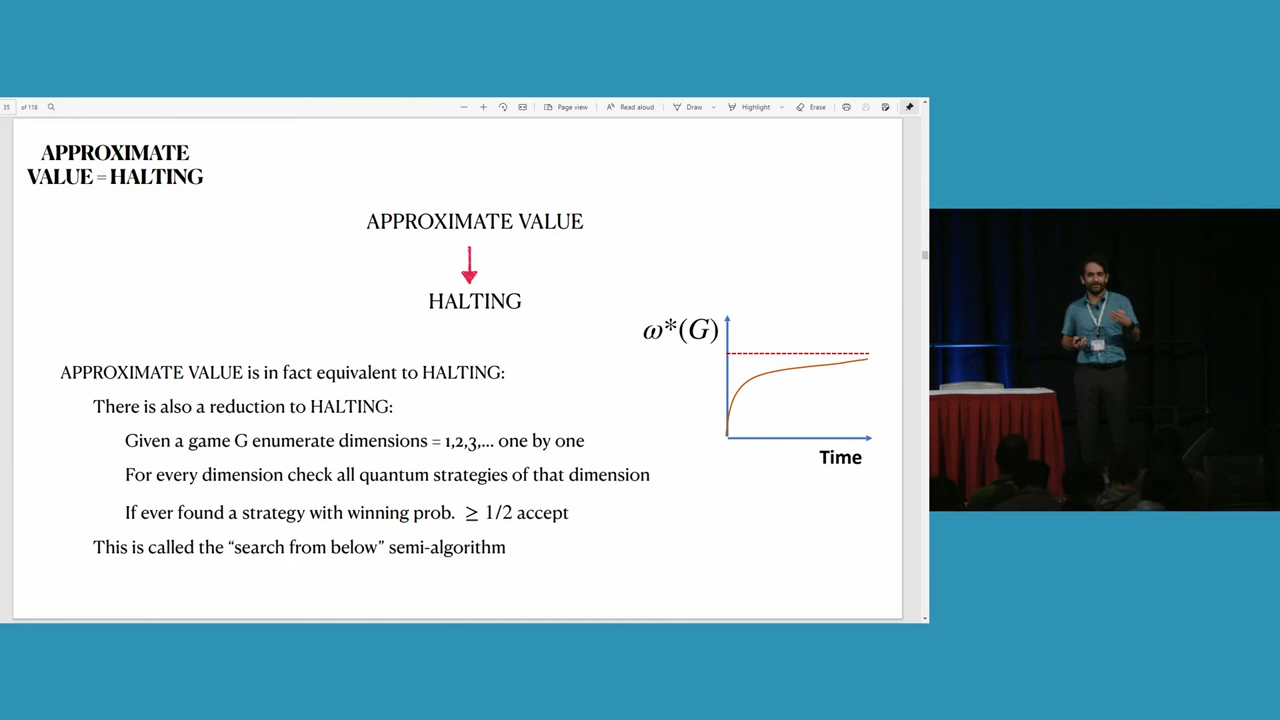 35 of 118 Page view Read aloud Draw Highlight Erase
APPROXIMATE
VALUE = HALTING
APPROXIMATE VALUE
HALTING
ω*(G)
APPROXIMATE VALUE is in fact equivalent to HALTING:
There is also a reduction to HALTING:
Given a game G enumerate dimensions = 1,2,3,... one by one
Time
For every dimension check all quantum strategies of that dimension
If ever found a strategy with winning prob. ≥ 1/2 accept
This is called the “search from below” semi-algorithm